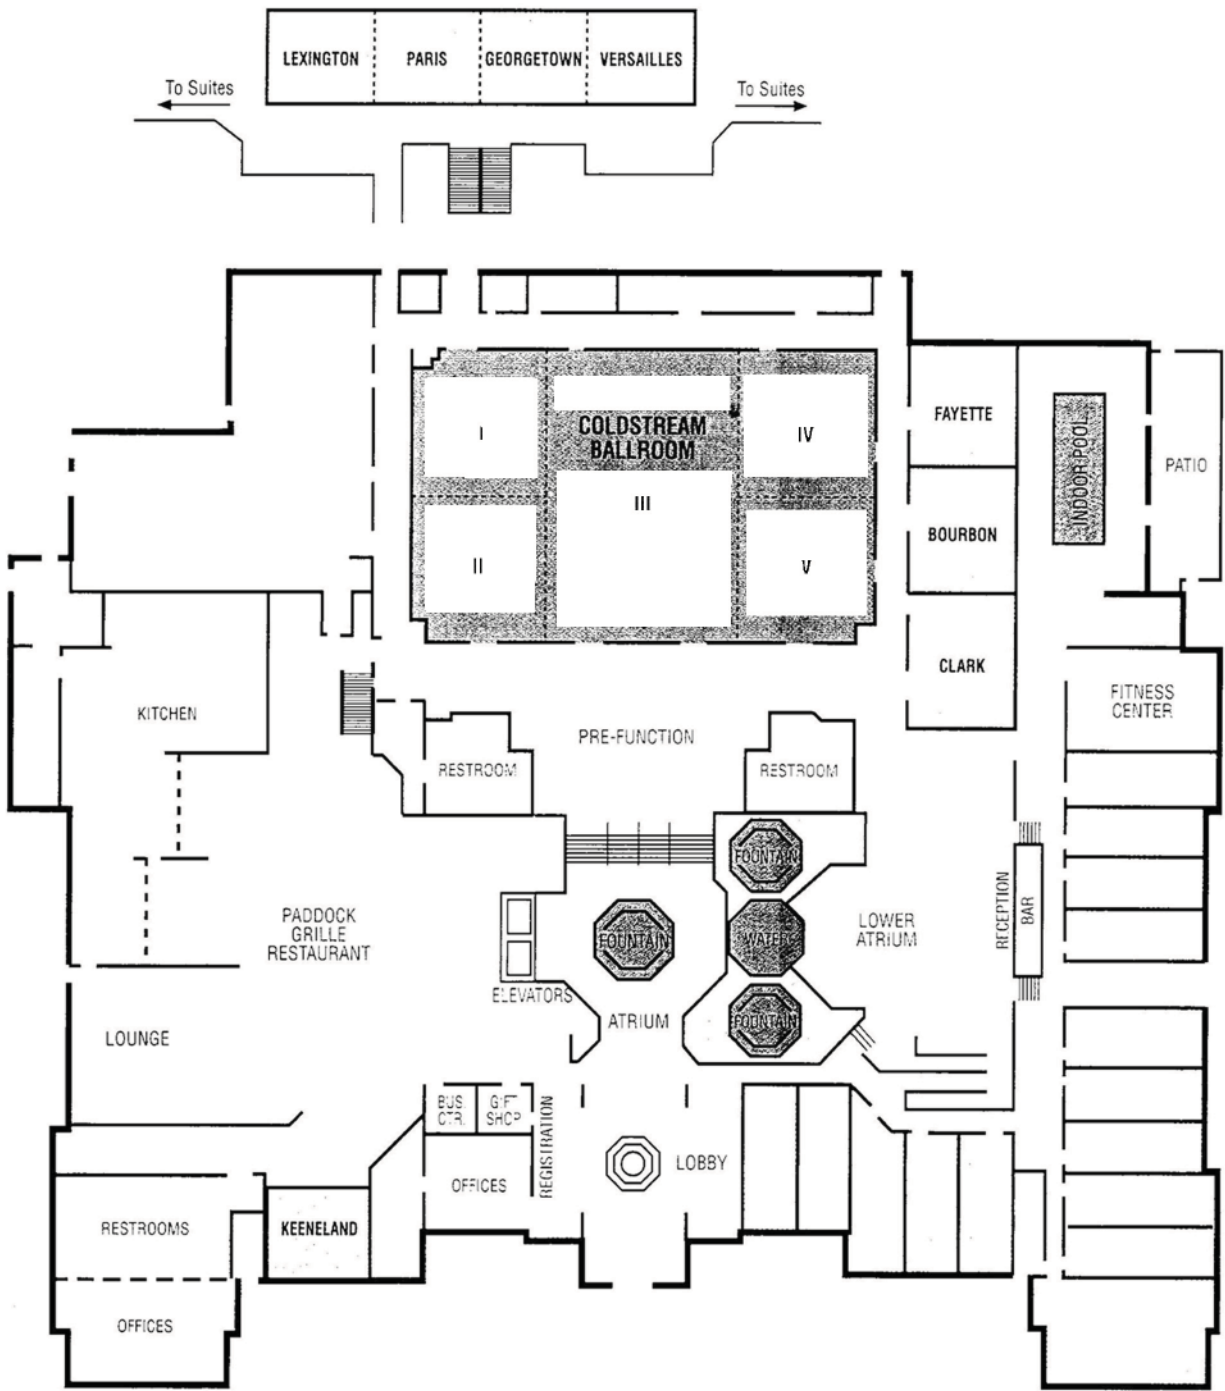 LEXINGTON
PARIS
GEORGETOWN
VERSAILLES
To Suites
To Suites
COLDSTREAM
BALLROOM
I
II
III
IV
V
FAYETTE
BOURBON
CLARK
INDOOR POOL
PATIO
KITCHEN
FITNESS
CENTER
PRE-FUNCTION
RESTROOM
RESTROOM
FOUNTAIN
FOUNTAIN
WATER
FOUNTAIN
PADDOCK
GRILLE
RESTAURANT
LOWER
ATRIUM
RECEPTION
BAR
ELEVATORS
ATRIUM
LOUNGE
BUS.
CTR.
GIFT
SHOP
REGISTRATION
LOBBY
OFFICES
RESTROOMS
KEENELAND
OFFICES